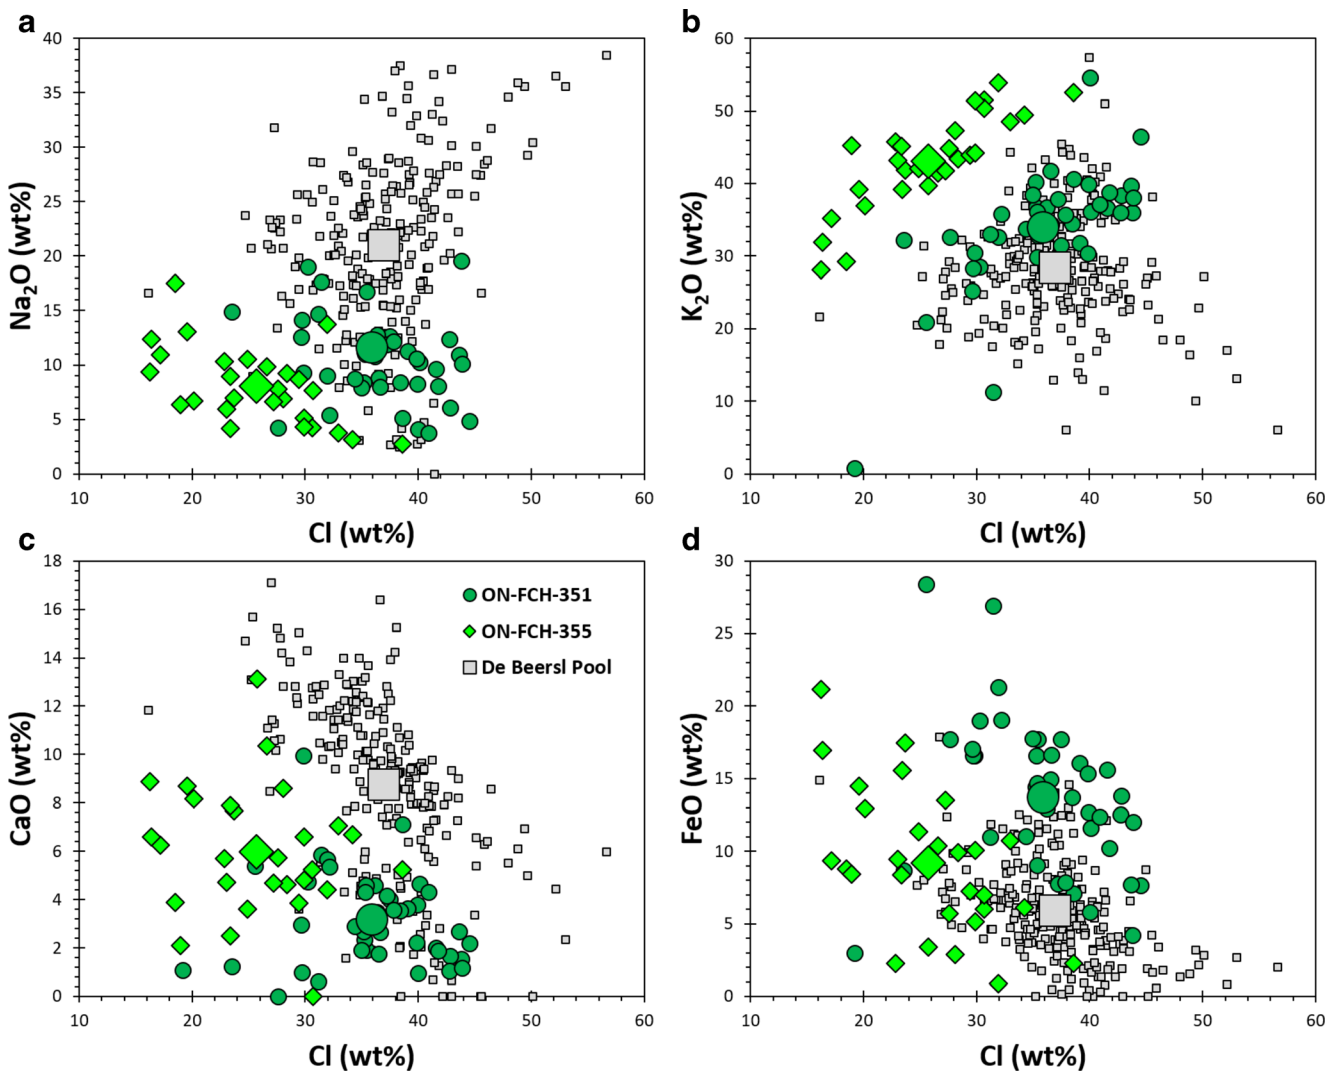 a
Na₂O (wt%)
40
35
30
25
20
15
10
5
0
10 20 30 40 50 60
Cl (wt%)
b
K₂O (wt%)
60
50
40
30
20
10
0
10 20 30 40 50 60
Cl (wt%)
c
CaO (wt%)
18
16
14
12
10
8
6
4
2
0
10 20 30 40 50 60
Cl (wt%)
ON-FCH-351
ON-FCH-355
De Beersl Pool
d
FeO (wt%)
30
25
20
15
10
5
0
10 20 30 40 50 60
Cl (wt%)